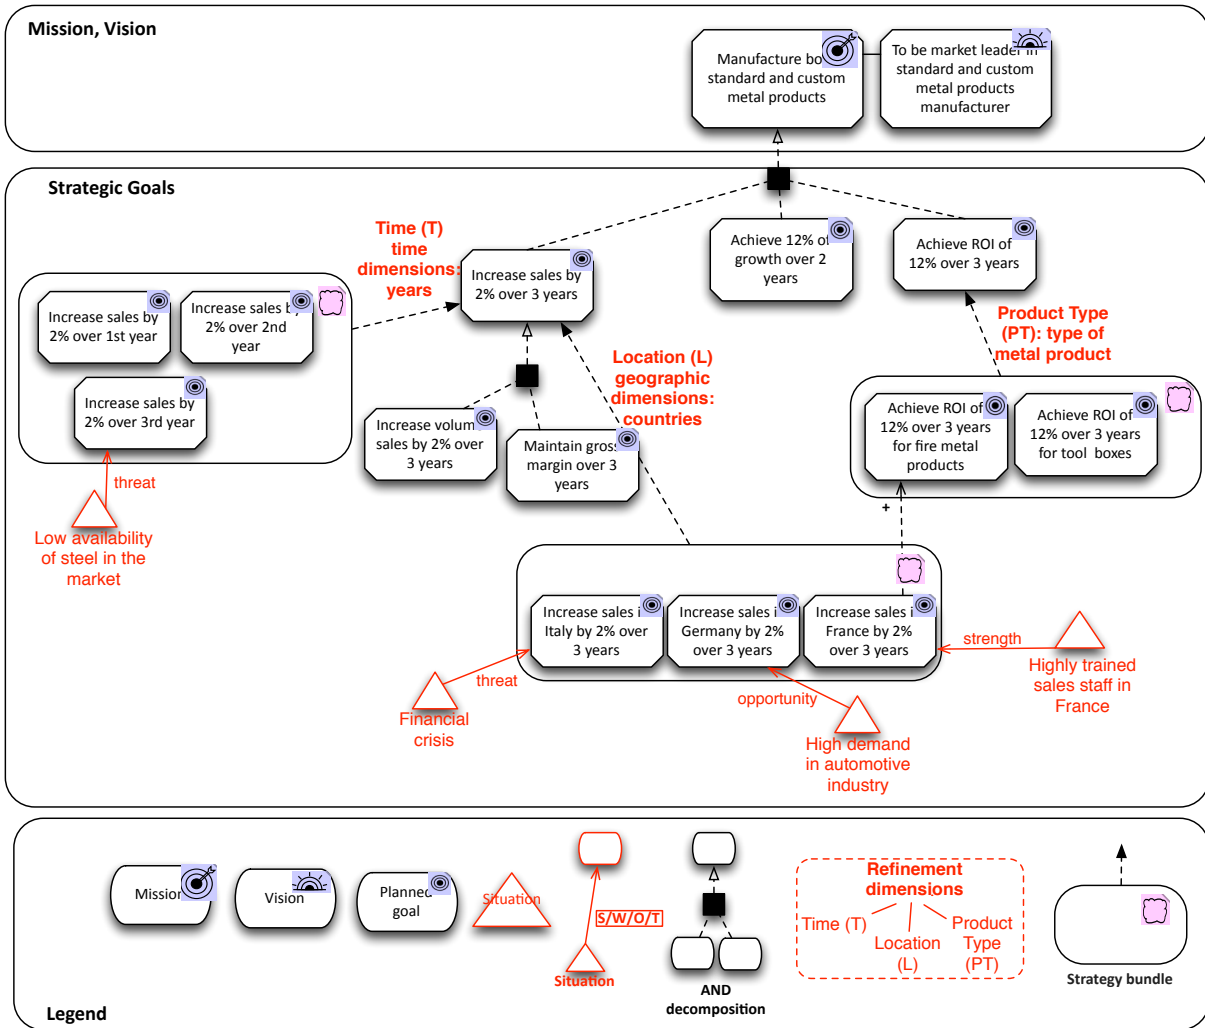 Mission, Vision
Manufacture bo
standard and custom
metal products
To be market leader in
standard and custom
metal products
manufacturer
Strategic Goals
Time (T)
time
dimensions:
years
Increase sales by
2% over 3 years
Achieve 12% of
growth over 2
years
Achieve ROI of
12% over 3 years
Increase sales by
2% over 1st year
Increase sales by
2% over 2nd
year
Increase sales by
2% over 3rd year
Product Type
(PT): type of
metal product
Location (L)
geographic
dimensions:
countries
Increase volum
sales by 2% over
3 years
Maintain gross
margin over 3
years
Achieve ROI of
12% over 3 years
for fire metal
products
Achieve ROI of
12% over 3 years
for tool boxes
threat
Low availability
of steel in the
market
+
Increase sales i
Italy by 2% over
3 years
Increase sales i
Germany by 2%
over 3 years
Increase sales i
France by 2%
over 3 years
threat
Financial
crisis
opportunity
High demand
in automotive
industry
strength
Highly trained
sales staff in
France
Mission
Vision
Planned
goal
Situation
S/W/O/T
Situation
AND
decomposition
Refinement
dimensions
Time (T)
Location
(L)
Product
Type
(PT)
Strategy bundle
Legend